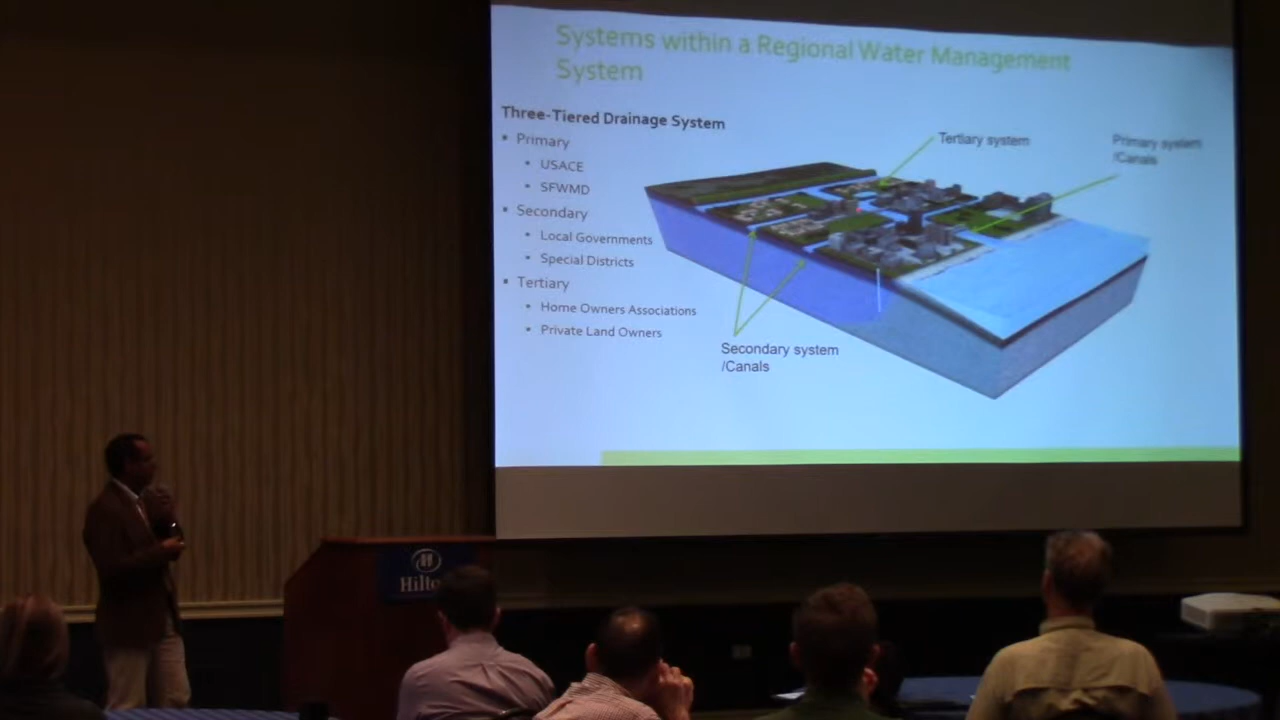 Systems within a Regional Water Management
System
Three-Tiered Drainage System
• Primary
• USACE
• SFWMD
• Secondary
• Local Governments
• Special Districts
• Tertiary
• Home Owners Associations
• Private Land Owners
Tertiary system
Primary system
/Canals
Secondary system
/Canals
H
Hilto